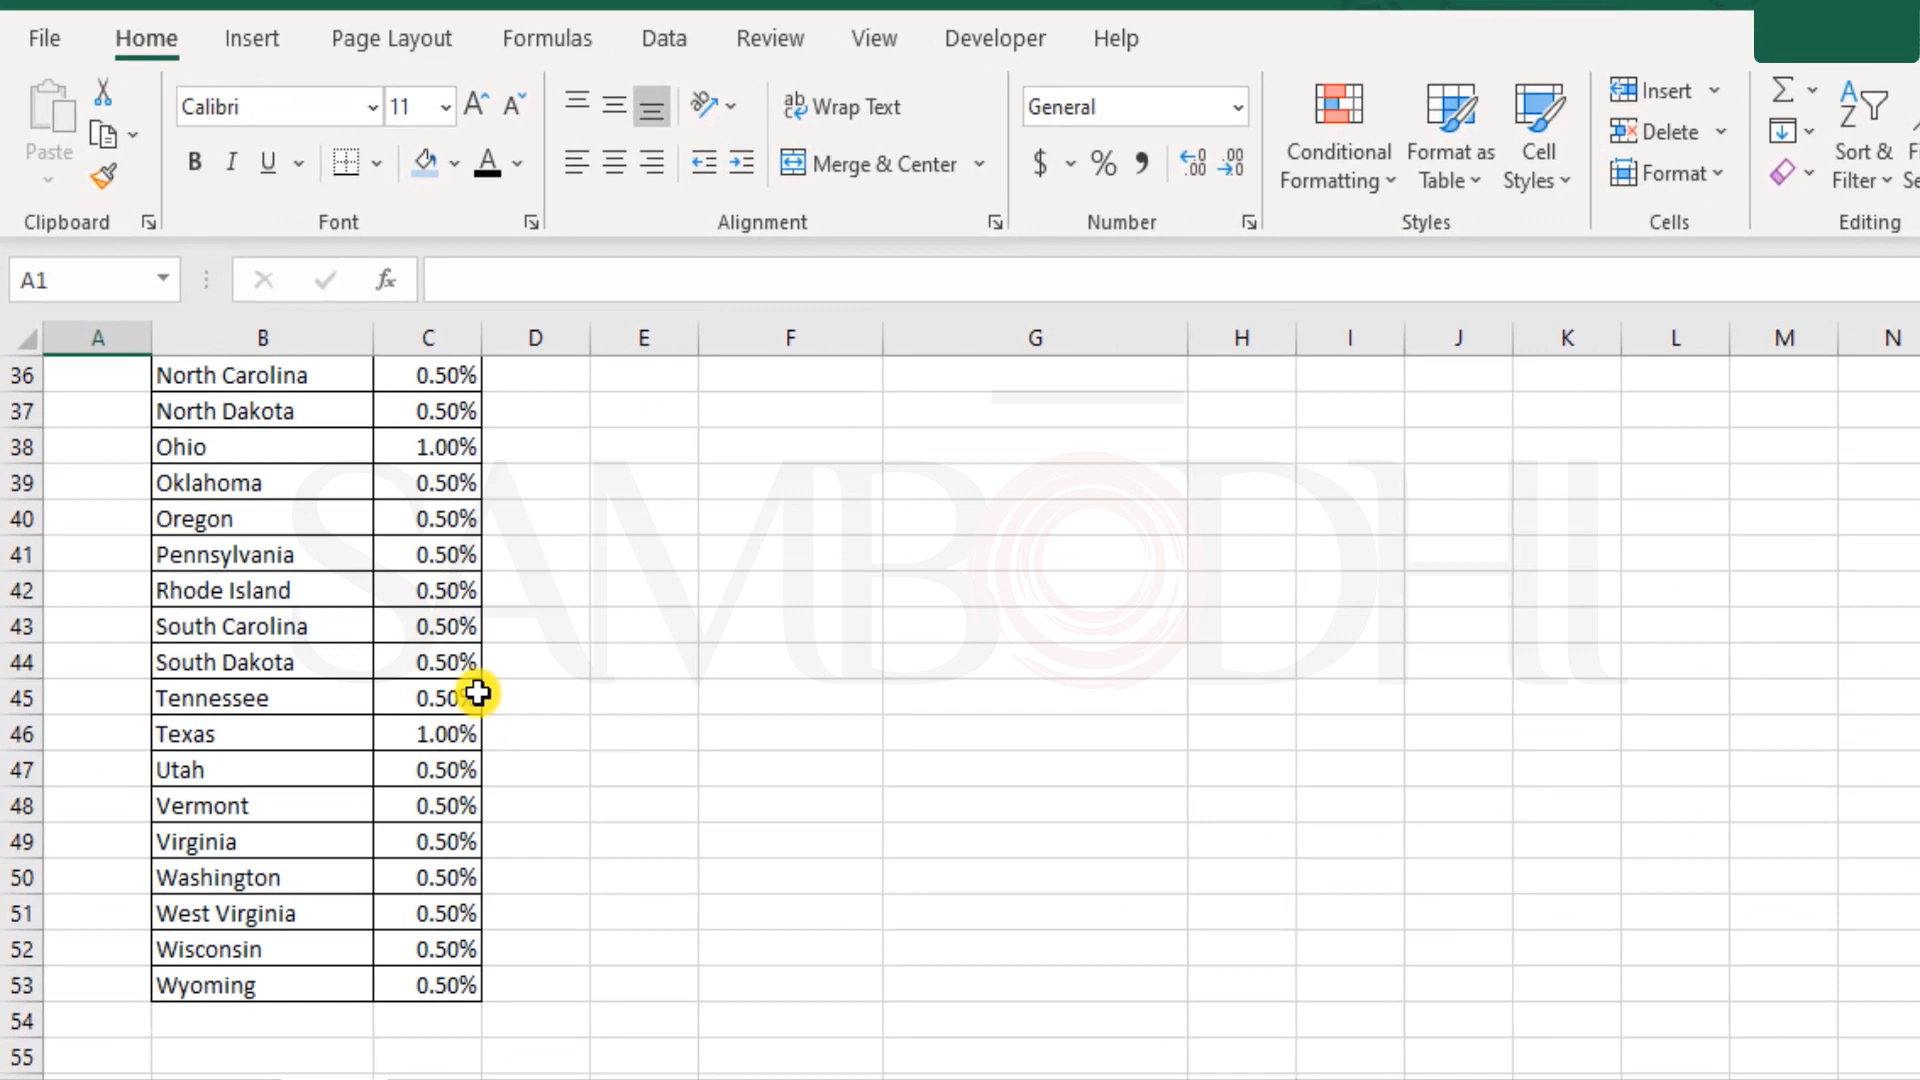 File Home Insert Page Layout Formulas Data Review View Developer Help
Paste
Clipboard
Calibri 11
B I U A
Font
Wrap Text
Merge & Center
Alignment
General
$ % ,
Number
Conditional Formatting
Format as Table
Cell Styles
Styles
Insert
Delete
Format
Cells
Sort & Filter
Editing
A1 fx
A B C D E F G H I J K L M N
36 North Carolina 0.50%
37 North Dakota 0.50%
38 Ohio 1.00%
39 Oklahoma 0.50%
40 Oregon 0.50%
41 Pennsylvania 0.50%
42 Rhode Island 0.50%
43 South Carolina 0.50%
44 South Dakota 0.50%
45 Tennessee 0.50
46 Texas 1.00%
47 Utah 0.50%
48 Vermont 0.50%
49 Virginia 0.50%
50 Washington 0.50%
51 West Virginia 0.50%
52 Wisconsin 0.50%
53 Wyoming 0.50%
54
55
SAMBODHI